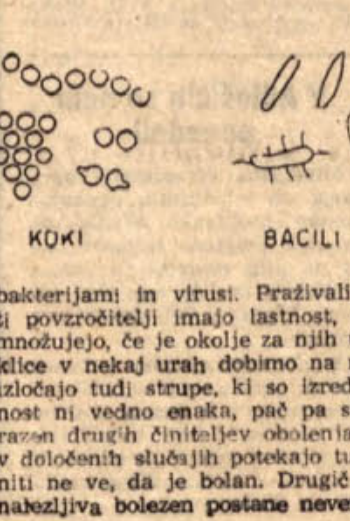 KOKI BACILI
bakterijami in virusi. Praživali
ti povzročitelji imajo lastnost,
množujejo, če je okolje za njih
klice v nekaj urah dobimo na
izločajo tudi strupe, ki so izred
nost ni vedno enaka, pač pa s
razen drugih činiteljev obolenja
v določenih slučajih potekajo tu
niti ne ve, da je bolan. Drugič
nalezljiva bolezen postane neve